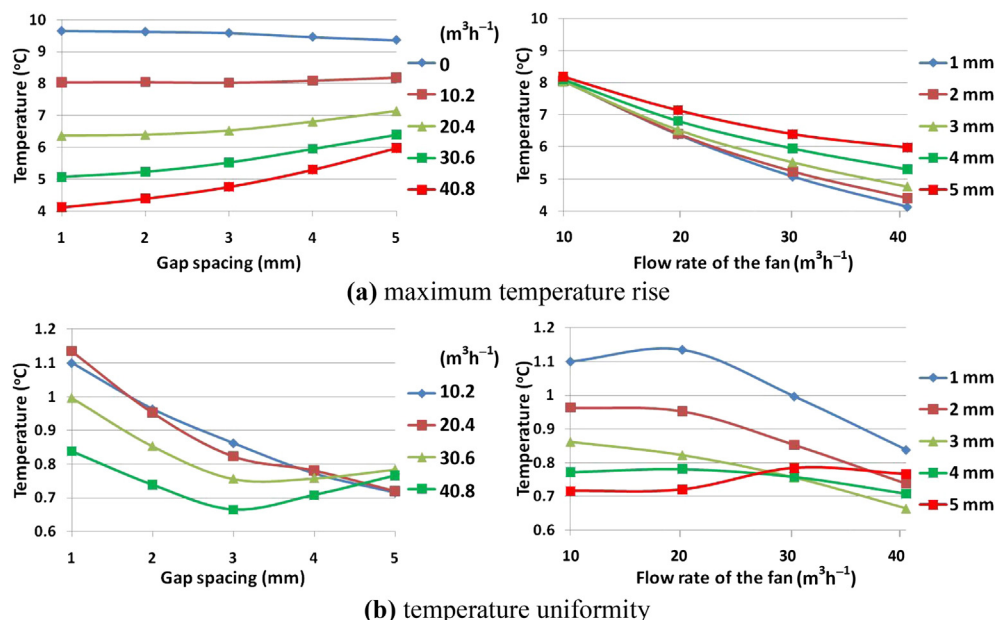 10
9
8
7
6
5
4
1 2 3 4 5
Temperature (°C)
Gap spacing (mm)
(m³h⁻¹)
0
10.2
20.4
30.6
40.8
10
9
8
7
6
5
4
10 20 30 40
Temperature (°C)
Flow rate of the fan (m³h⁻¹)
1 mm
2 mm
3 mm
4 mm
5 mm
(a) maximum temperature rise
1.2
1.1
1
0.9
0.8
0.7
0.6
1 2 3 4 5
Temperature (°C)
Gap spacing (mm)
(m³h⁻¹)
10.2
20.4
30.6
40.8
1.2
1.1
1
0.9
0.8
0.7
0.6
10 20 30 40
Temperature (°C)
Flow rate of the fan (m³h⁻¹)
1 mm
2 mm
3 mm
4 mm
5 mm
(b) temperature uniformity